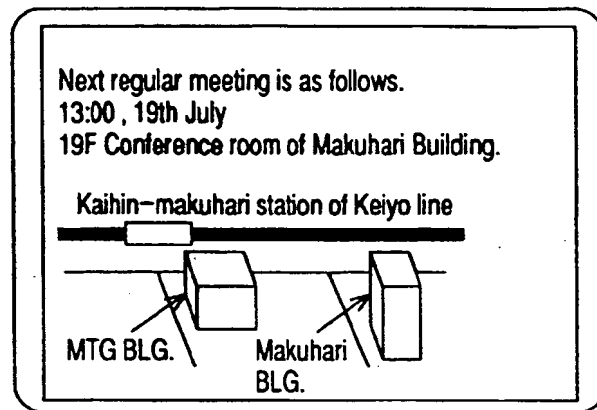 Next regular meeting is as follows.
13:00 , 19th July
19F Conference room of Makuhari Building.
Kaihin-makuhari station of Keiyo line
MTG BLG.
Makuhari
BLG.